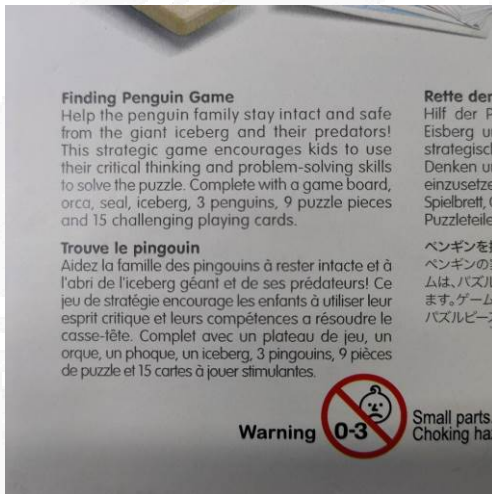 Finding Penguin Game
Help the penguin family stay intact and safe
from the giant iceberg and their predators!
This strategic game encourages kids to use
their critical thinking and problem-solving skills
to solve the puzzle. Complete with a game board,
orca, seal, iceberg, 3 penguins, 9 puzzle pieces
and 15 challenging playing cards.
Trouve le pingouin
Aidez la famille des pingouins à rester intacte et à
l'abri de l'iceberg géant et de ses prédateurs! Ce
jeu de stratégie encourage les enfants à utiliser leur
esprit critique et leurs compétences a résoudre le
casse-tête. Complet avec un plateau de jeu, un
orque, un phoque, un iceberg, 3 pingouins, 9 pièces
de puzzle et 15 cartes à jouer stimulantes.
Rette der
Hilf der P
Eisberg u
strategisc
Denken u
einzusetze
Spielbrett,
Puzzleteile
ペンギンを
ペンギンの
ムは、パズル
ます。ゲーム
パズルピー
Warning 0-3 Small parts.
Choking ha